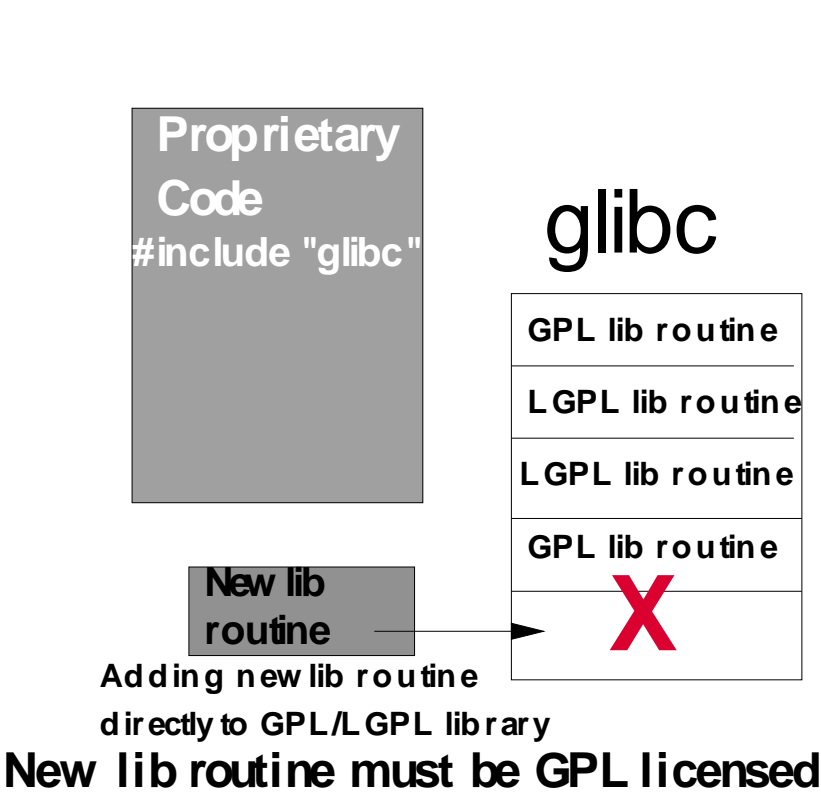 Proprietary
Code
#include "glibc"
glibc
GPL lib routine
LGPL lib routine
LGPL lib routine
GPL lib routine
X
New lib
routine
Adding new lib routine
directly to GPL/LGPL library
New lib routine must be GPL licensed